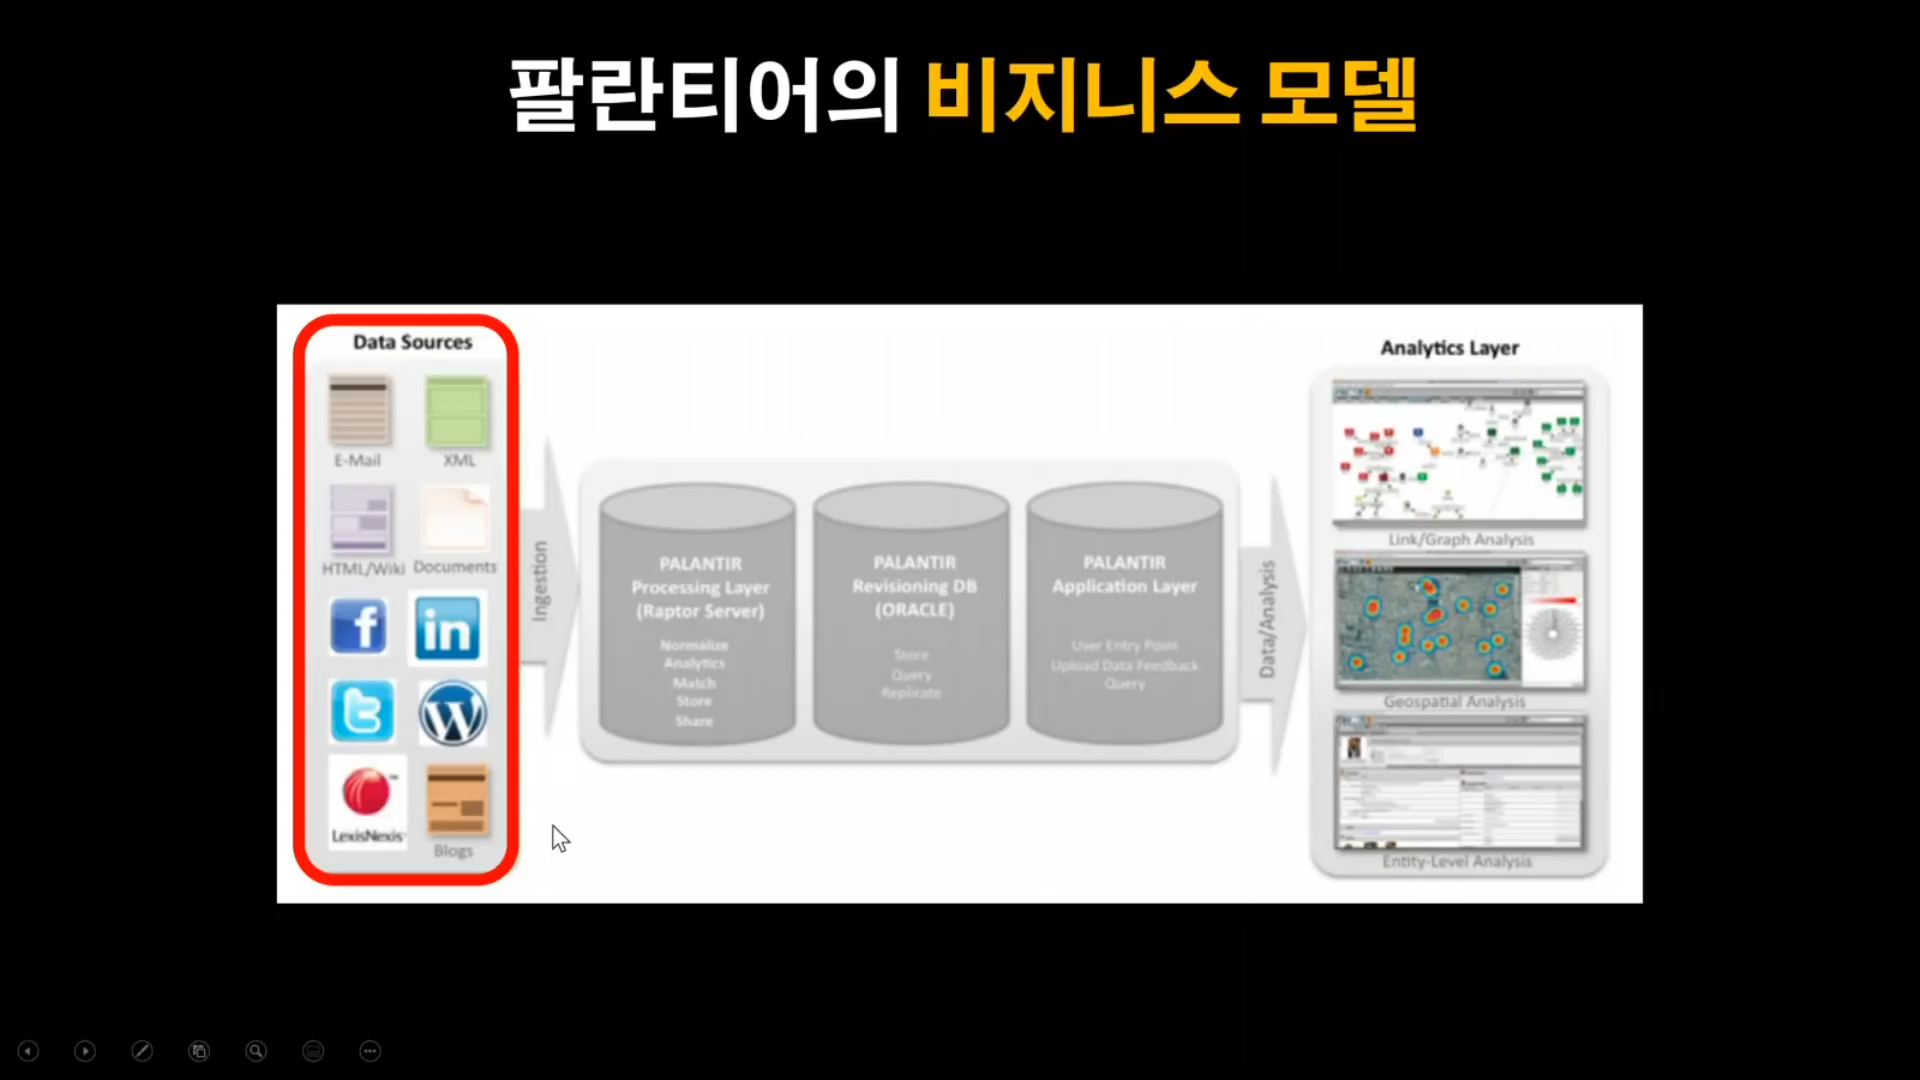 팔란티어의 비지니스 모델
Data Sources
E-Mail
XML
HTML/Wiki
Documents
f
in
t
W
LexisNexis™
Blogs
Ingestion
PALANTIR
Processing Layer
(Raptor Server)
Normalize
Analytics
Match
Store
Share
PALANTIR
Revisioning DB
(ORACLE)
Store
Query
Replicate
PALANTIR
Application Layer
User Entry Point
Upload Data Feedback
Query
Data/Analysis
Analytics Layer
Link/Graph Analysis
Geospatial Analysis
Entity-Level Analysis